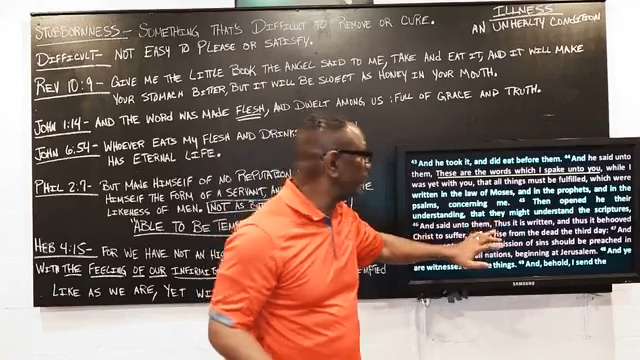 STUBBORNNESS - SOMETHING THAT'S DIFFICULT TO REMOVE OR CURE.
ILLNESS
AN UNHEALTY CONDITION
DIFFICULT - NOT EASY TO PLEASE OR SATISFY.
REV 10:9 - GIVE ME THE LITTLE BOOK THE ANGEL SAID TO ME, TAKE AND EAT IT, AND IT WILL MAKE
YOUR STOMACH BITTER, BUT IT WILL BE SWEET AS HONEY IN YOUR MOUTH.
JOHN 1:14 - AND THE WORD WAS MADE FLESH, AND DWELT AMONG US: FULL OF GRACE AND TRUTH.
JOHN 6:54 - WHOEVER EATS MY FLESH AND DRINKS
HAS ETERNAL LIFE.
PHIL 2:7 - BUT MAKE HIMSELF OF NO REPUTATION
HIMSELF THE FORM OF A SERVANT, AN
LIKENESS OF MEN. NOT AS
"ABLE TO BE TEM
HEB 4:15 - FOR WE HAVE NOT AN HIGH
WITH THE FEELING OF OUR INFIRMIT
LIKE AS WE ARE, YET WI
43 And he took it, and did eat before them. 44 And he said unto
them, These are the words which I spake unto you, while I
was yet with you, that all things must be fulfilled, which were
written in the law of Moses, and in the prophets, and in the
psalms, concerning me. 45 Then opened he their
understanding, that they might understand the scriptures,
46 And said unto them, Thus it is written, and thus it behooved
Christ to suffer, rise from the dead the third day: 47 And
mission of sins should be preached in
nations, beginning at Jerusalem. 48 And ye
are witnesses things. 49 And, behold, I send the
SAMSUNG